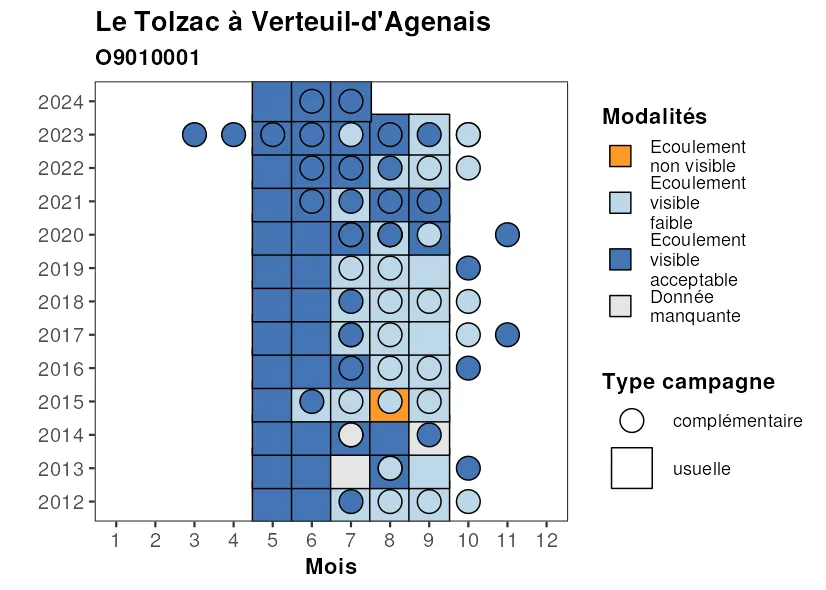 Le Tolzac à Verteuil-d'Agenais
O9010001
2024
2023
2022
2021
2020
2019
2018
2017
2016
2015
2014
2013
2012
1 2 3 4 5 6 7 8 9 10 11 12
Mois
Modalités
Ecoulement
non visible
Ecoulement
visible
faible
Ecoulement
visible
acceptable
Donnée
manquante
Type campagne
complémentaire
usuelle